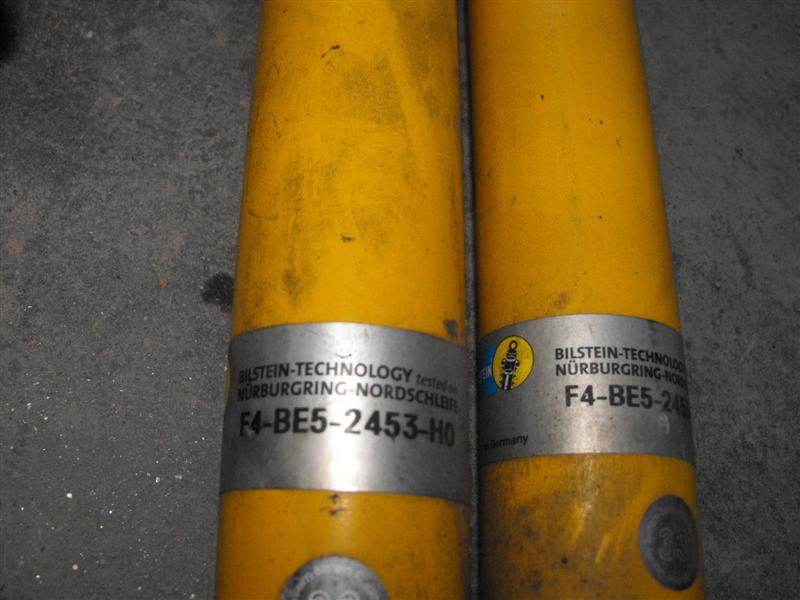 BILSTEIN-TECHNOLOGY tested on
NÜRBURGRING-NORDSCHLEIFE
F4-BE5-2453-H0
BILSTEIN-TECHNOLOGY
F4-BE5-245
Germany